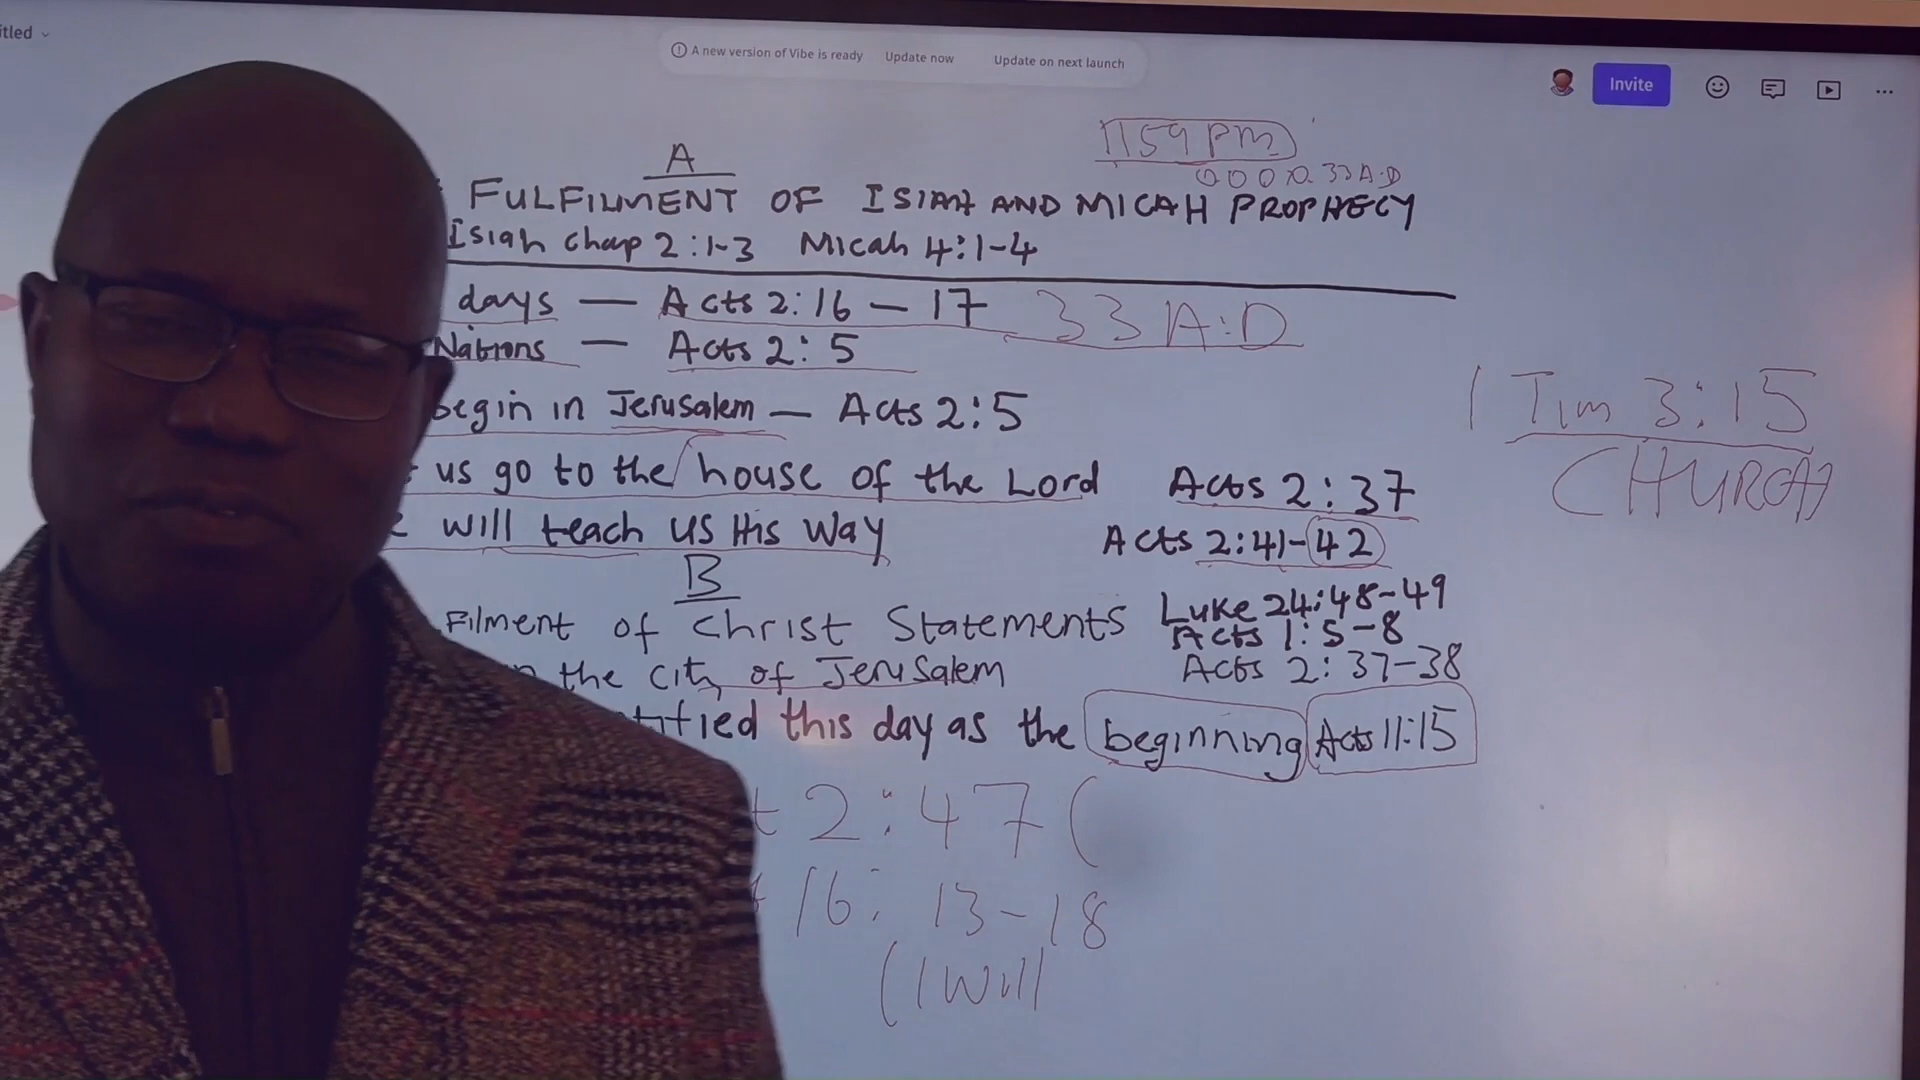 A new version of Vibe is ready Update now Update on next launch
Invite
A
1159 PM
33 A.D
FULFILMENT OF ISIAH AND MICAH PROPHECY
Isiah Chap 2:1-3 Micah 4:1-4
days — Acts 2:16 — 17 33 A:D
Nations — Acts 2:5
begin in Jerusalem — Acts 2:5
1 Tim 3:15
CHURCH
us go to the house of the Lord Acts 2:37
will teach us His Way Acts 2:41-42
B
Filment of Christ Statements Luke 24:48-49
Acts 1:5-8
the city of Jerusalem Acts 2:37-38
this day as the beginning Acts 11:15
2:47 (
16:13-18
(I will